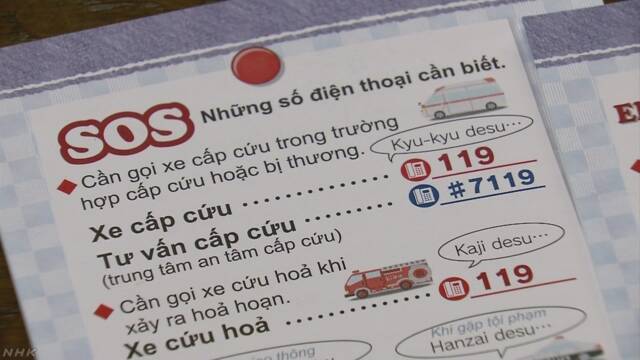 SOS Những số điện thoại cần biết.
Cần gọi xe cấp cứu trong trường
hợp cấp cứu hoặc bị thương.
Kyu-kyu desu…
Xe cấp cứu ............ 119
Tư vấn cấp cứu ......... #7119
(trung tâm an tâm cấp cứu)
Cần gọi xe cứu hoả khi
xảy ra hoả hoạn.
Kaji desu…
Xe cứu hoả ............ 119
Khi gặp tội phạm
Hanzai desu…
thông
desu…
NHK